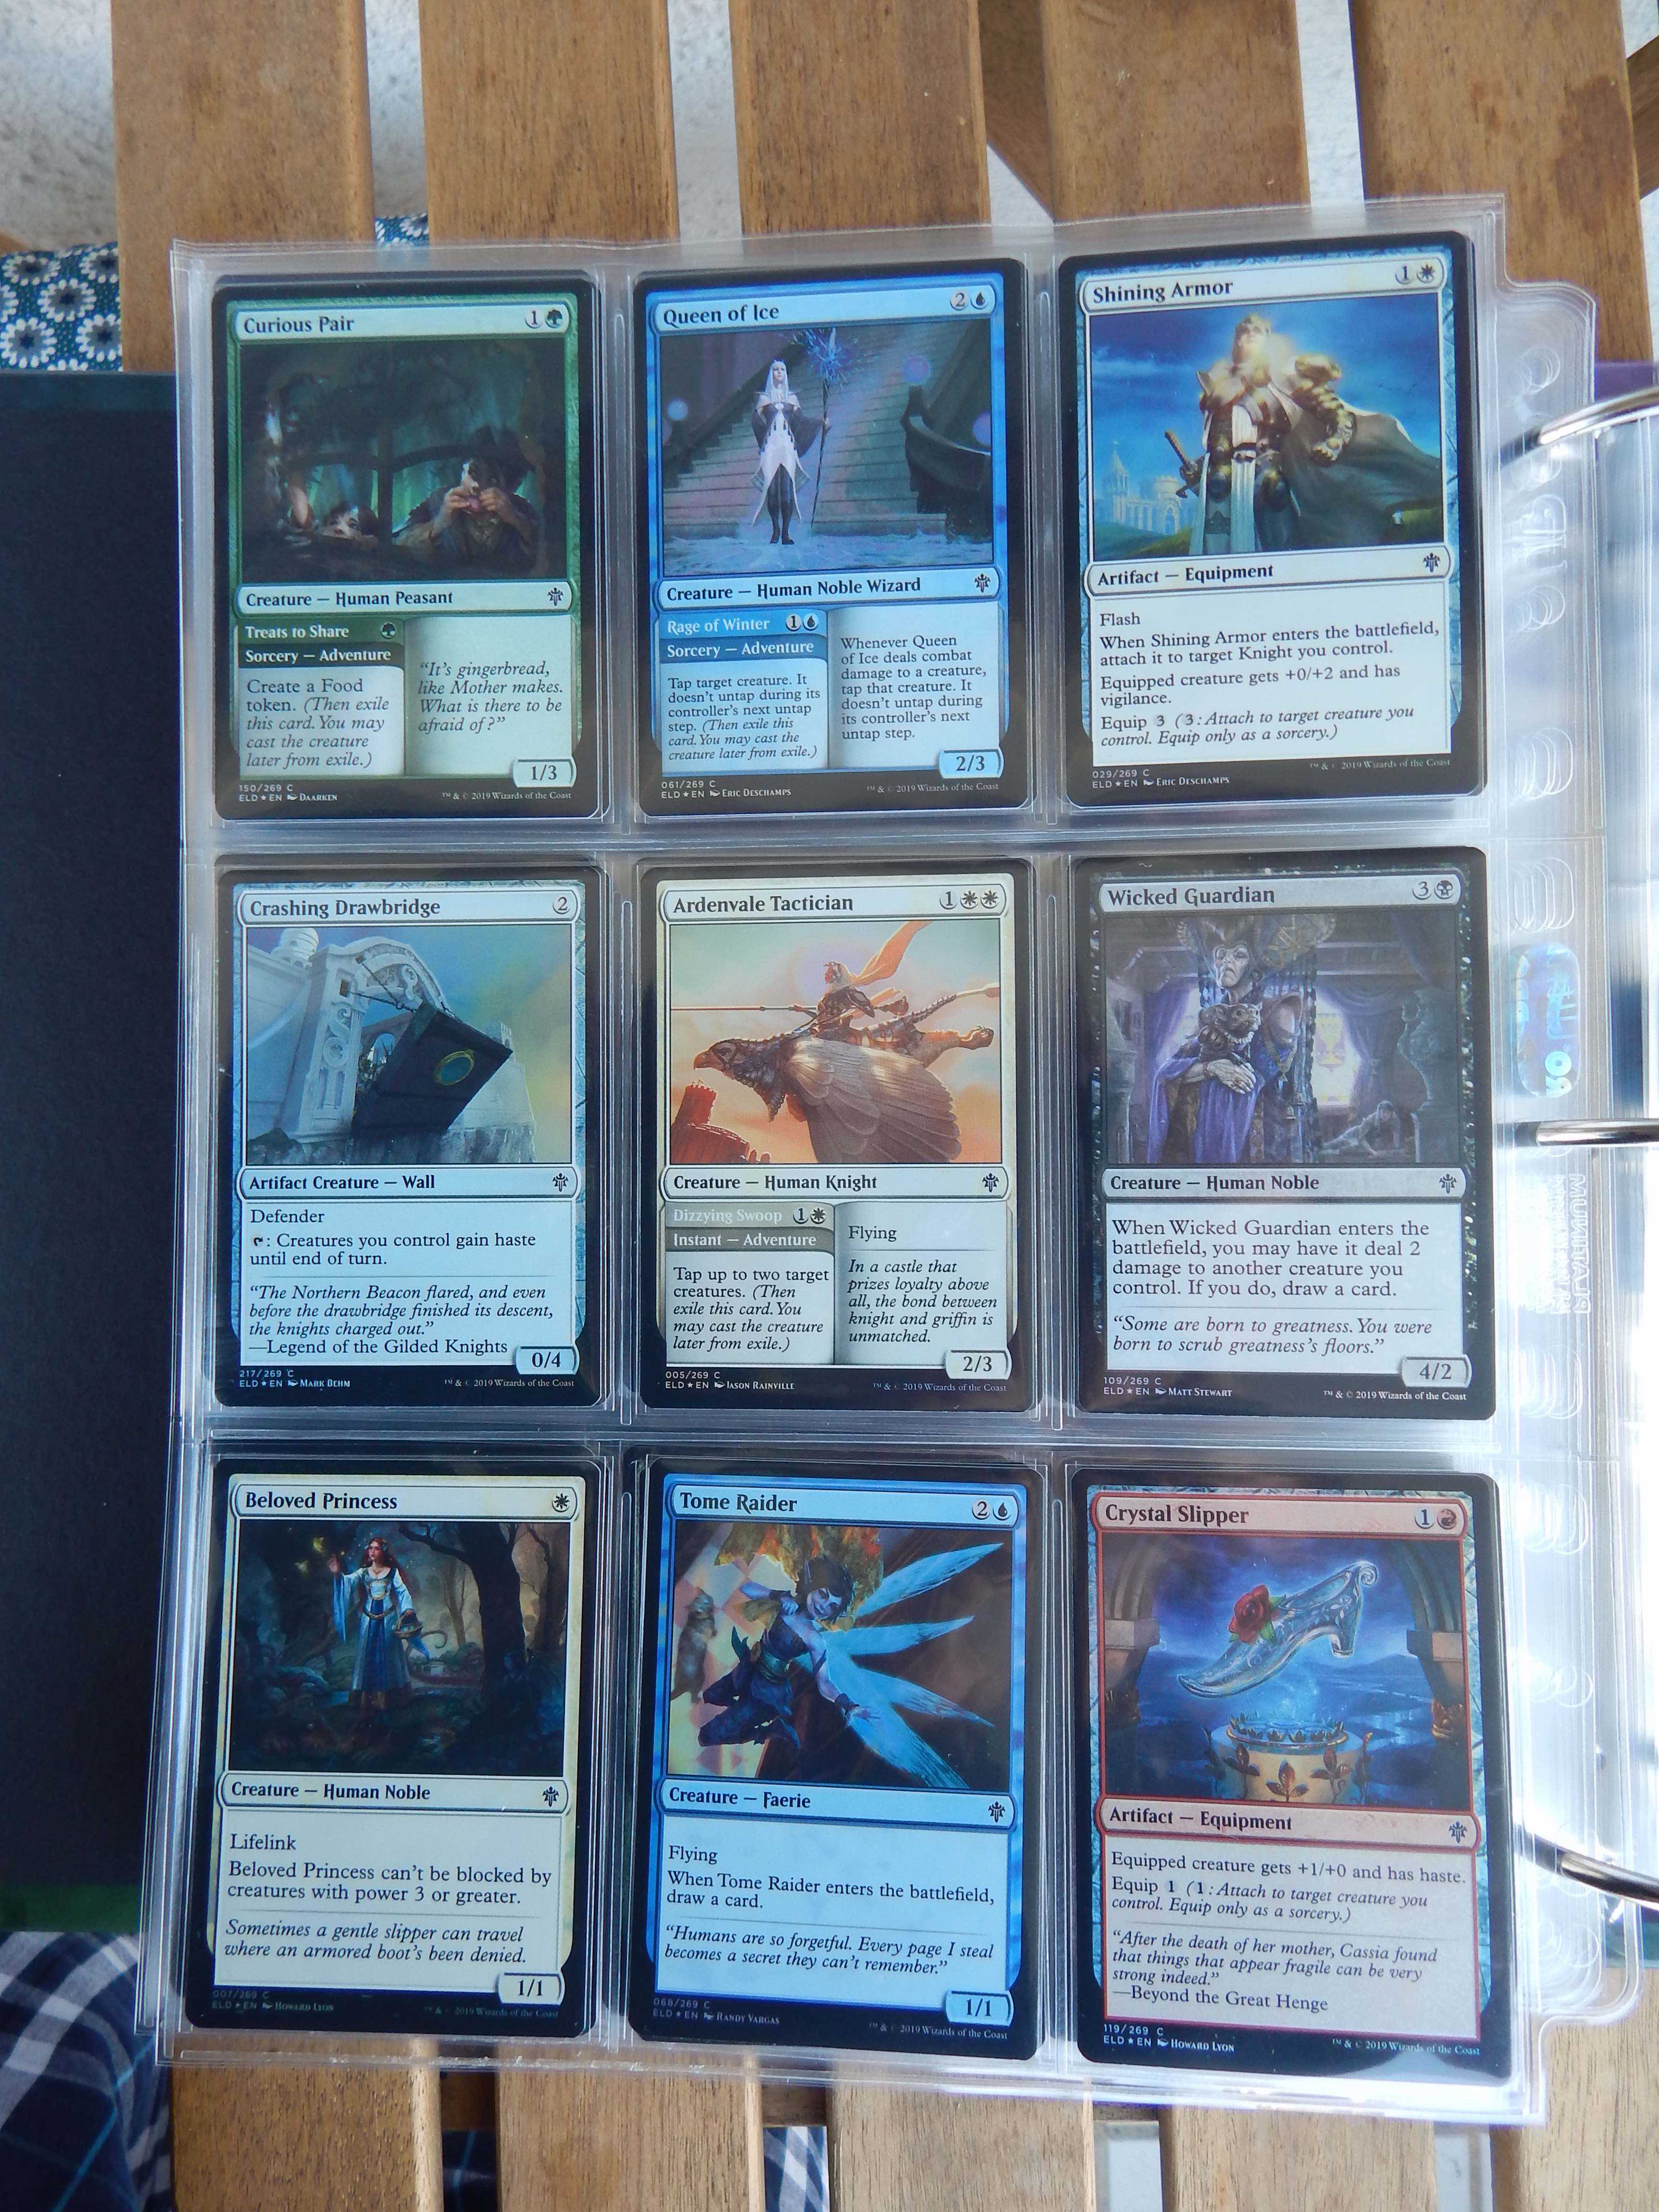 Curious Pair 1
Creature — Human Peasant
Treats to Share
Sorcery — Adventure
Create a Food
token. (Then exile
this card. You may
cast the creature
later from exile.)
"It's gingerbread,
like Mother makes.
What is there to be
afraid of?"
1/3
150/269 C
ELD ★ EN DAARKEN
™ & © 2019 Wizards of the Coast
Queen of Ice 2
Creature — Human Noble Wizard
Rage of Winter 1
Sorcery — Adventure
Tap target creature. It
doesn't untap during its
controller's next untap
step. (Then exile this
card. You may cast the
creature later from exile.)
Whenever Queen
of Ice deals combat
damage to a creature,
tap that creature. It
doesn't untap during
its controller's next
untap step.
2/3
061/269 C
ELD ★ EN ERIC DESCHAMPS
™ & © 2019 Wizards of the Coast
Shining Armor 1
Artifact — Equipment
Flash
When Shining Armor enters the battlefield,
attach it to target Knight you control.
Equipped creature gets +0/+2 and has
vigilance.
Equip 3 (3: Attach to target creature you
control. Equip only as a sorcery.)
029/269 C
ELD ★ EN ERIC DESCHAMPS
™ & © 2019 Wizards of the Coast
Crashing Drawbridge 2
Artifact Creature — Wall
Defender
: Creatures you control gain haste
until end of turn.
"The Northern Beacon flared, and even
before the drawbridge finished its descent,
the knights charged out."
—Legend of the Gilded Knights
0/4
217/269 C
ELD ★ EN MARK BEHM
™ & © 2019 Wizards of the Coast
Ardenvale Tactician 1
Creature — Human Knight
Dizzying Swoop 1
Instant — Adventure
Tap up to two target
creatures. (Then
exile this card. You
may cast the creature
later from exile.)
Flying
In a castle that
prizes loyalty above
all, the bond between
knight and griffin is
unmatched.
2/3
005/269 C
ELD ★ EN JASON RAINVILLE
™ & © 2019 Wizards of the Coast
Wicked Guardian 3
Creature — Human Noble
When Wicked Guardian enters the
battlefield, you may have it deal 2
damage to another creature you
control. If you do, draw a card.
"Some are born to greatness. You were
born to scrub greatness's floors."
4/2
109/269 C
ELD ★ EN MATT STEWART
™ & © 2019 Wizards of the Coast
Beloved Princess
Creature — Human Noble
Lifelink
Beloved Princess can't be blocked by
creatures with power 3 or greater.
Sometimes a gentle slipper can travel
where an armored boot's been denied.
1/1
007/269 C
ELD ★ EN HOWARD LYON
™ & © 2019 Wizards of the Coast
Tome Raider 2
Creature — Faerie
Flying
When Tome Raider enters the battlefield,
draw a card.
"Humans are so forgetful. Every page I steal
becomes a secret they can't remember."
1/1
068/269 C
ELD ★ EN RANDY VARGAS
™ & © 2019 Wizards of the Coast
Crystal Slipper 1
Artifact — Equipment
Equipped creature gets +1/+0 and has haste.
Equip 1 (1: Attach to target creature you
control. Equip only as a sorcery.)
"After the death of her mother, Cassia found
that things that appear fragile can be very
strong indeed."
—Beyond the Great Henge
119/269 C
ELD ★ EN HOWARD LYON
™ & © 2019 Wizards of the Coast